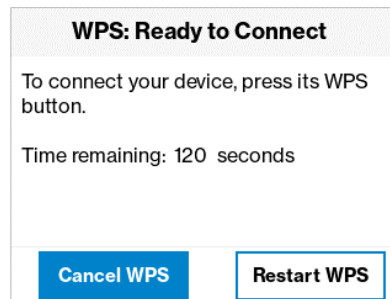 WPS: Ready to Connect
To connect your device, press its WPS
button.
Time remaining: 120 seconds
Cancel WPS
Restart WPS